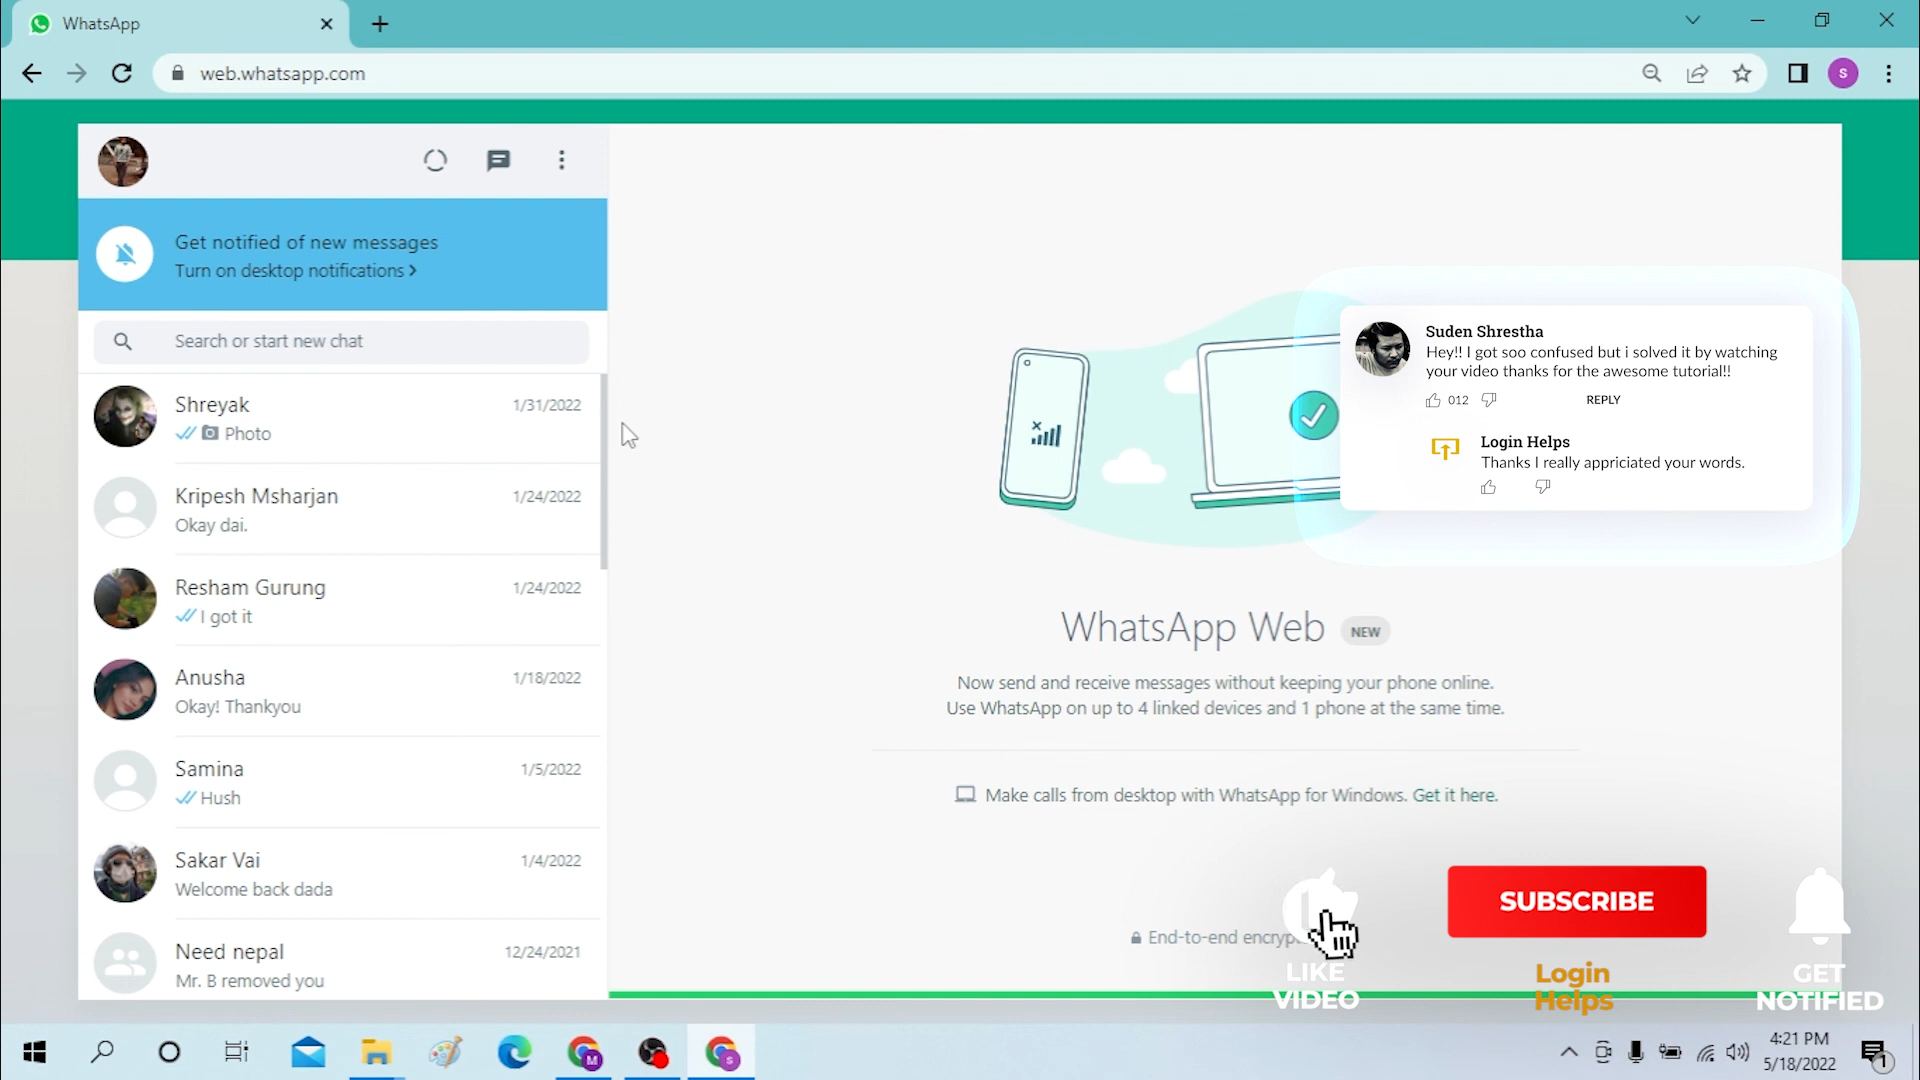 WhatsApp
web.whatsapp.com
S
Get notified of new messages
Turn on desktop notifications >
Search or start new chat
Shreyak
1/31/2022
Photo
Kripesh Msharjan
1/24/2022
Okay dai.
Resham Gurung
1/24/2022
I got it
Anusha
1/18/2022
Okay! Thankyou
Samina
1/5/2022
Hush
Sakar Vai
1/4/2022
Welcome back dada
Need nepal
12/24/2021
Mr. B removed you
Suden Shrestha
Hey!! I got soo confused but i solved it by watching
your video thanks for the awesome tutorial!!
012
REPLY
Login Helps
Thanks I really appriciated your words.
WhatsApp Web NEW
Now send and receive messages without keeping your phone online.
Use WhatsApp on up to 4 linked devices and 1 phone at the same time.
Make calls from desktop with WhatsApp for Windows. Get it here.
End-to-end encryp
LIKE
VIDEO
SUBSCRIBE
Login
Helps
GET
NOTIFIED
M
S
4:21 PM
5/18/2022
1